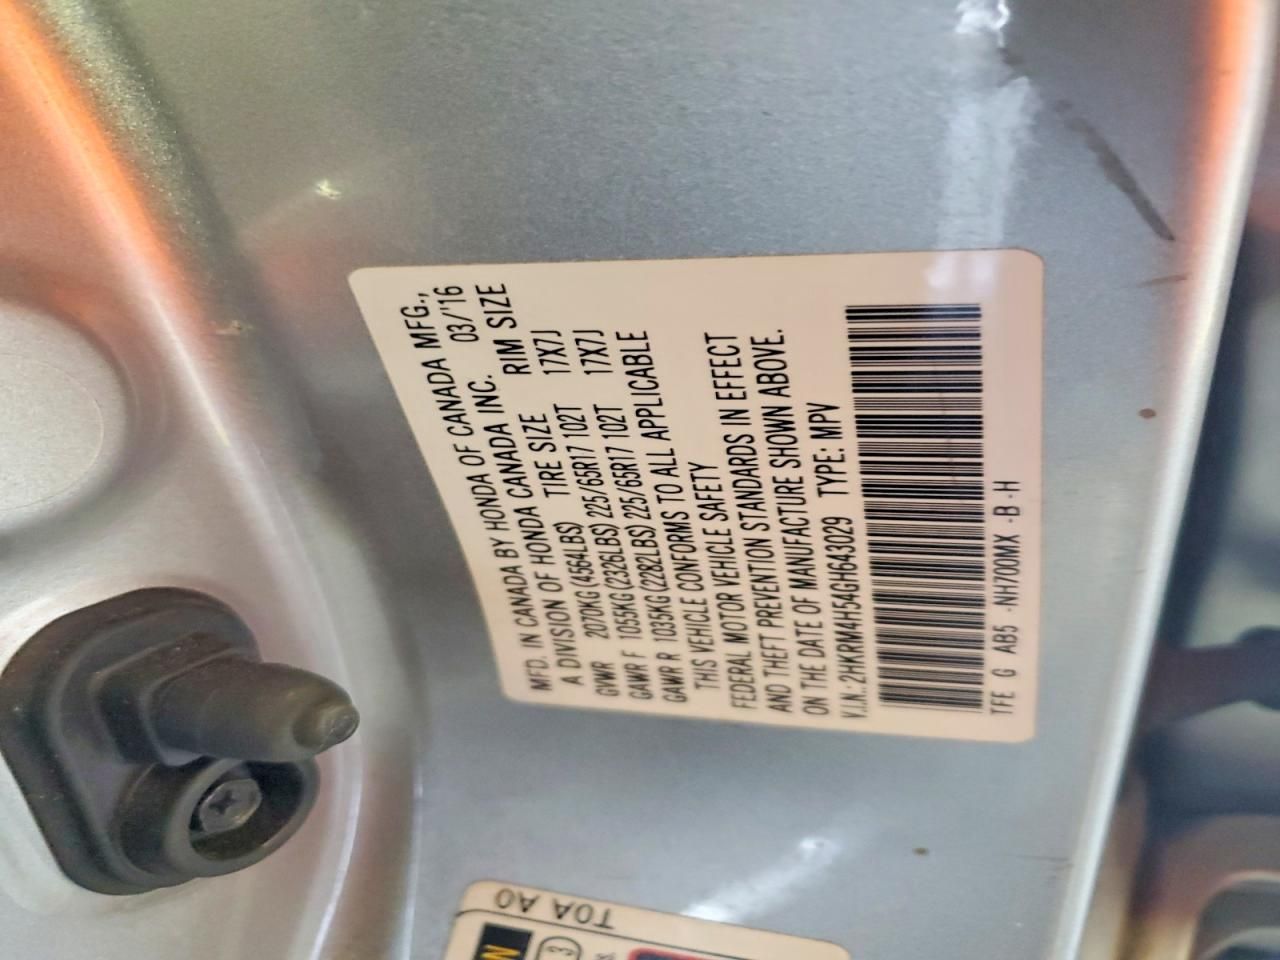 MFD. IN CANADA BY HONDA OF CANADA MFG.,
A DIVISION OF HONDA CANADA INC. 03/'16
GVWR 2070KG (4564LBS) TIRE SIZE RIM SIZE
GAWR F 1055KG (2326LBS) 225/65R17 102T 17X7J
GAWR R 1035KG (2282LBS) 225/65R17 102T 17X7J
THIS VEHICLE CONFORMS TO ALL APPLICABLE
FEDERAL MOTOR VEHICLE SAFETY
AND THEFT PREVENTION STANDARDS IN EFFECT
ON THE DATE OF MANUFACTURE SHOWN ABOVE.
V.I.N.: 2HKRM4H54GH643029 TYPE: MPV
TFE G AB5 -NH700MX -B -H
TOA A0
N
3